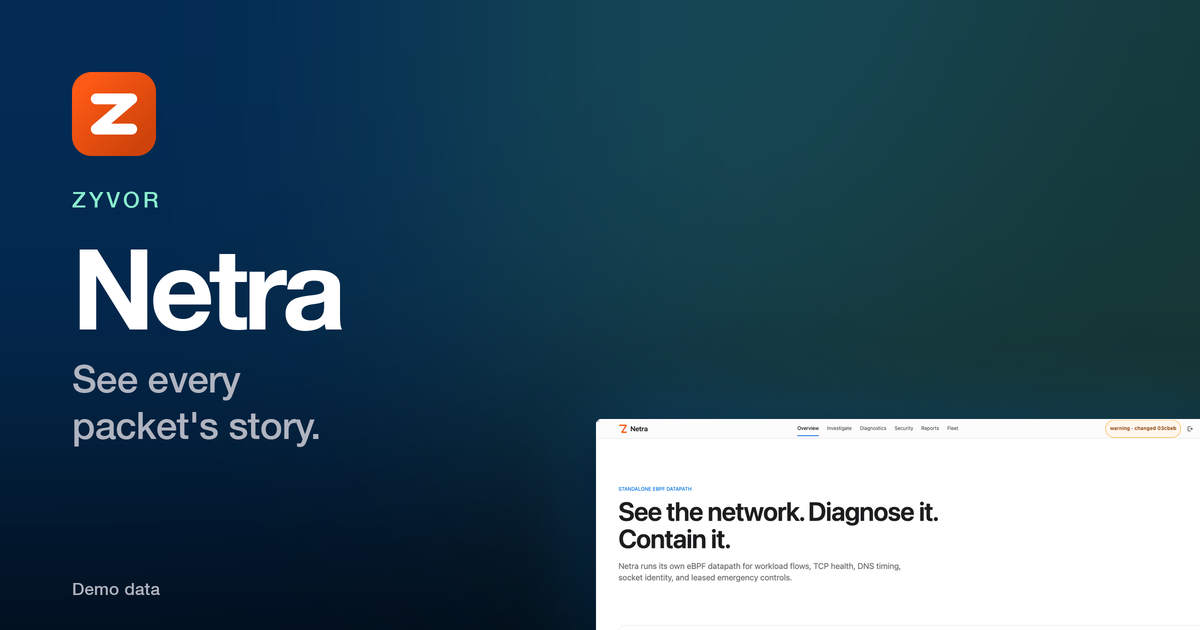 Z
ZYVOR
Netra
See every
packet's story.
Demo data
Z Netra
Overview Investigate Diagnostics Security Reports Fleet
warning · changed 03cbeb
STANDALONE EBPF DATAPATH
See the network. Diagnose it.
Contain it.
Netra runs its own eBPF datapath for workload flows, TCP health, DNS timing,
socket identity, and leased emergency controls.